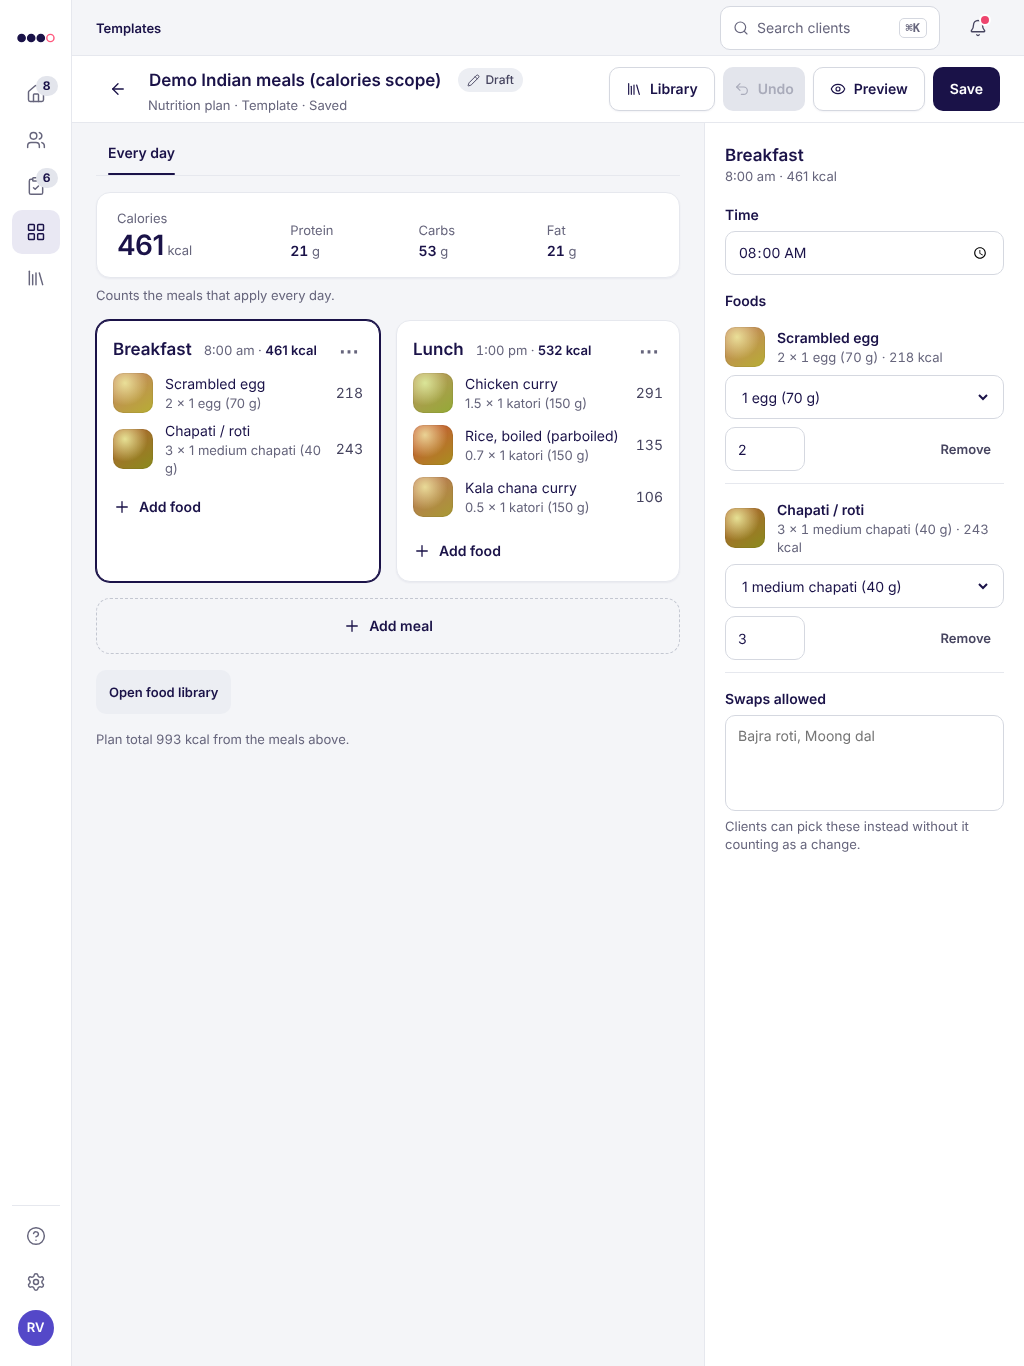 Templates
Search clients
⌘K
8
6
Demo Indian meals (calories scope)
Draft
Nutrition plan · Template · Saved
Library
Undo
Preview
Save
Every day
Calories
461 kcal
Protein
21 g
Carbs
53 g
Fat
21 g
Counts the meals that apply every day.
Breakfast 8:00 am · 461 kcal
Scrambled egg
2 × 1 egg (70 g)
218
Chapati / roti
3 × 1 medium chapati (40
g)
243
Add food
Lunch 1:00 pm · 532 kcal
Chicken curry
1.5 × 1 katori (150 g)
291
Rice, boiled (parboiled)
0.7 × 1 katori (150 g)
135
Kala chana curry
0.5 × 1 katori (150 g)
106
Add food
Add meal
Open food library
Plan total 993 kcal from the meals above.
Breakfast
8:00 am · 461 kcal
Time
08:00 AM
Foods
Scrambled egg
2 × 1 egg (70 g) · 218 kcal
1 egg (70 g)
2
Remove
Chapati / roti
3 × 1 medium chapati (40 g) · 243
kcal
1 medium chapati (40 g)
3
Remove
Swaps allowed
Bajra roti, Moong dal
Clients can pick these instead without it
counting as a change.
RV